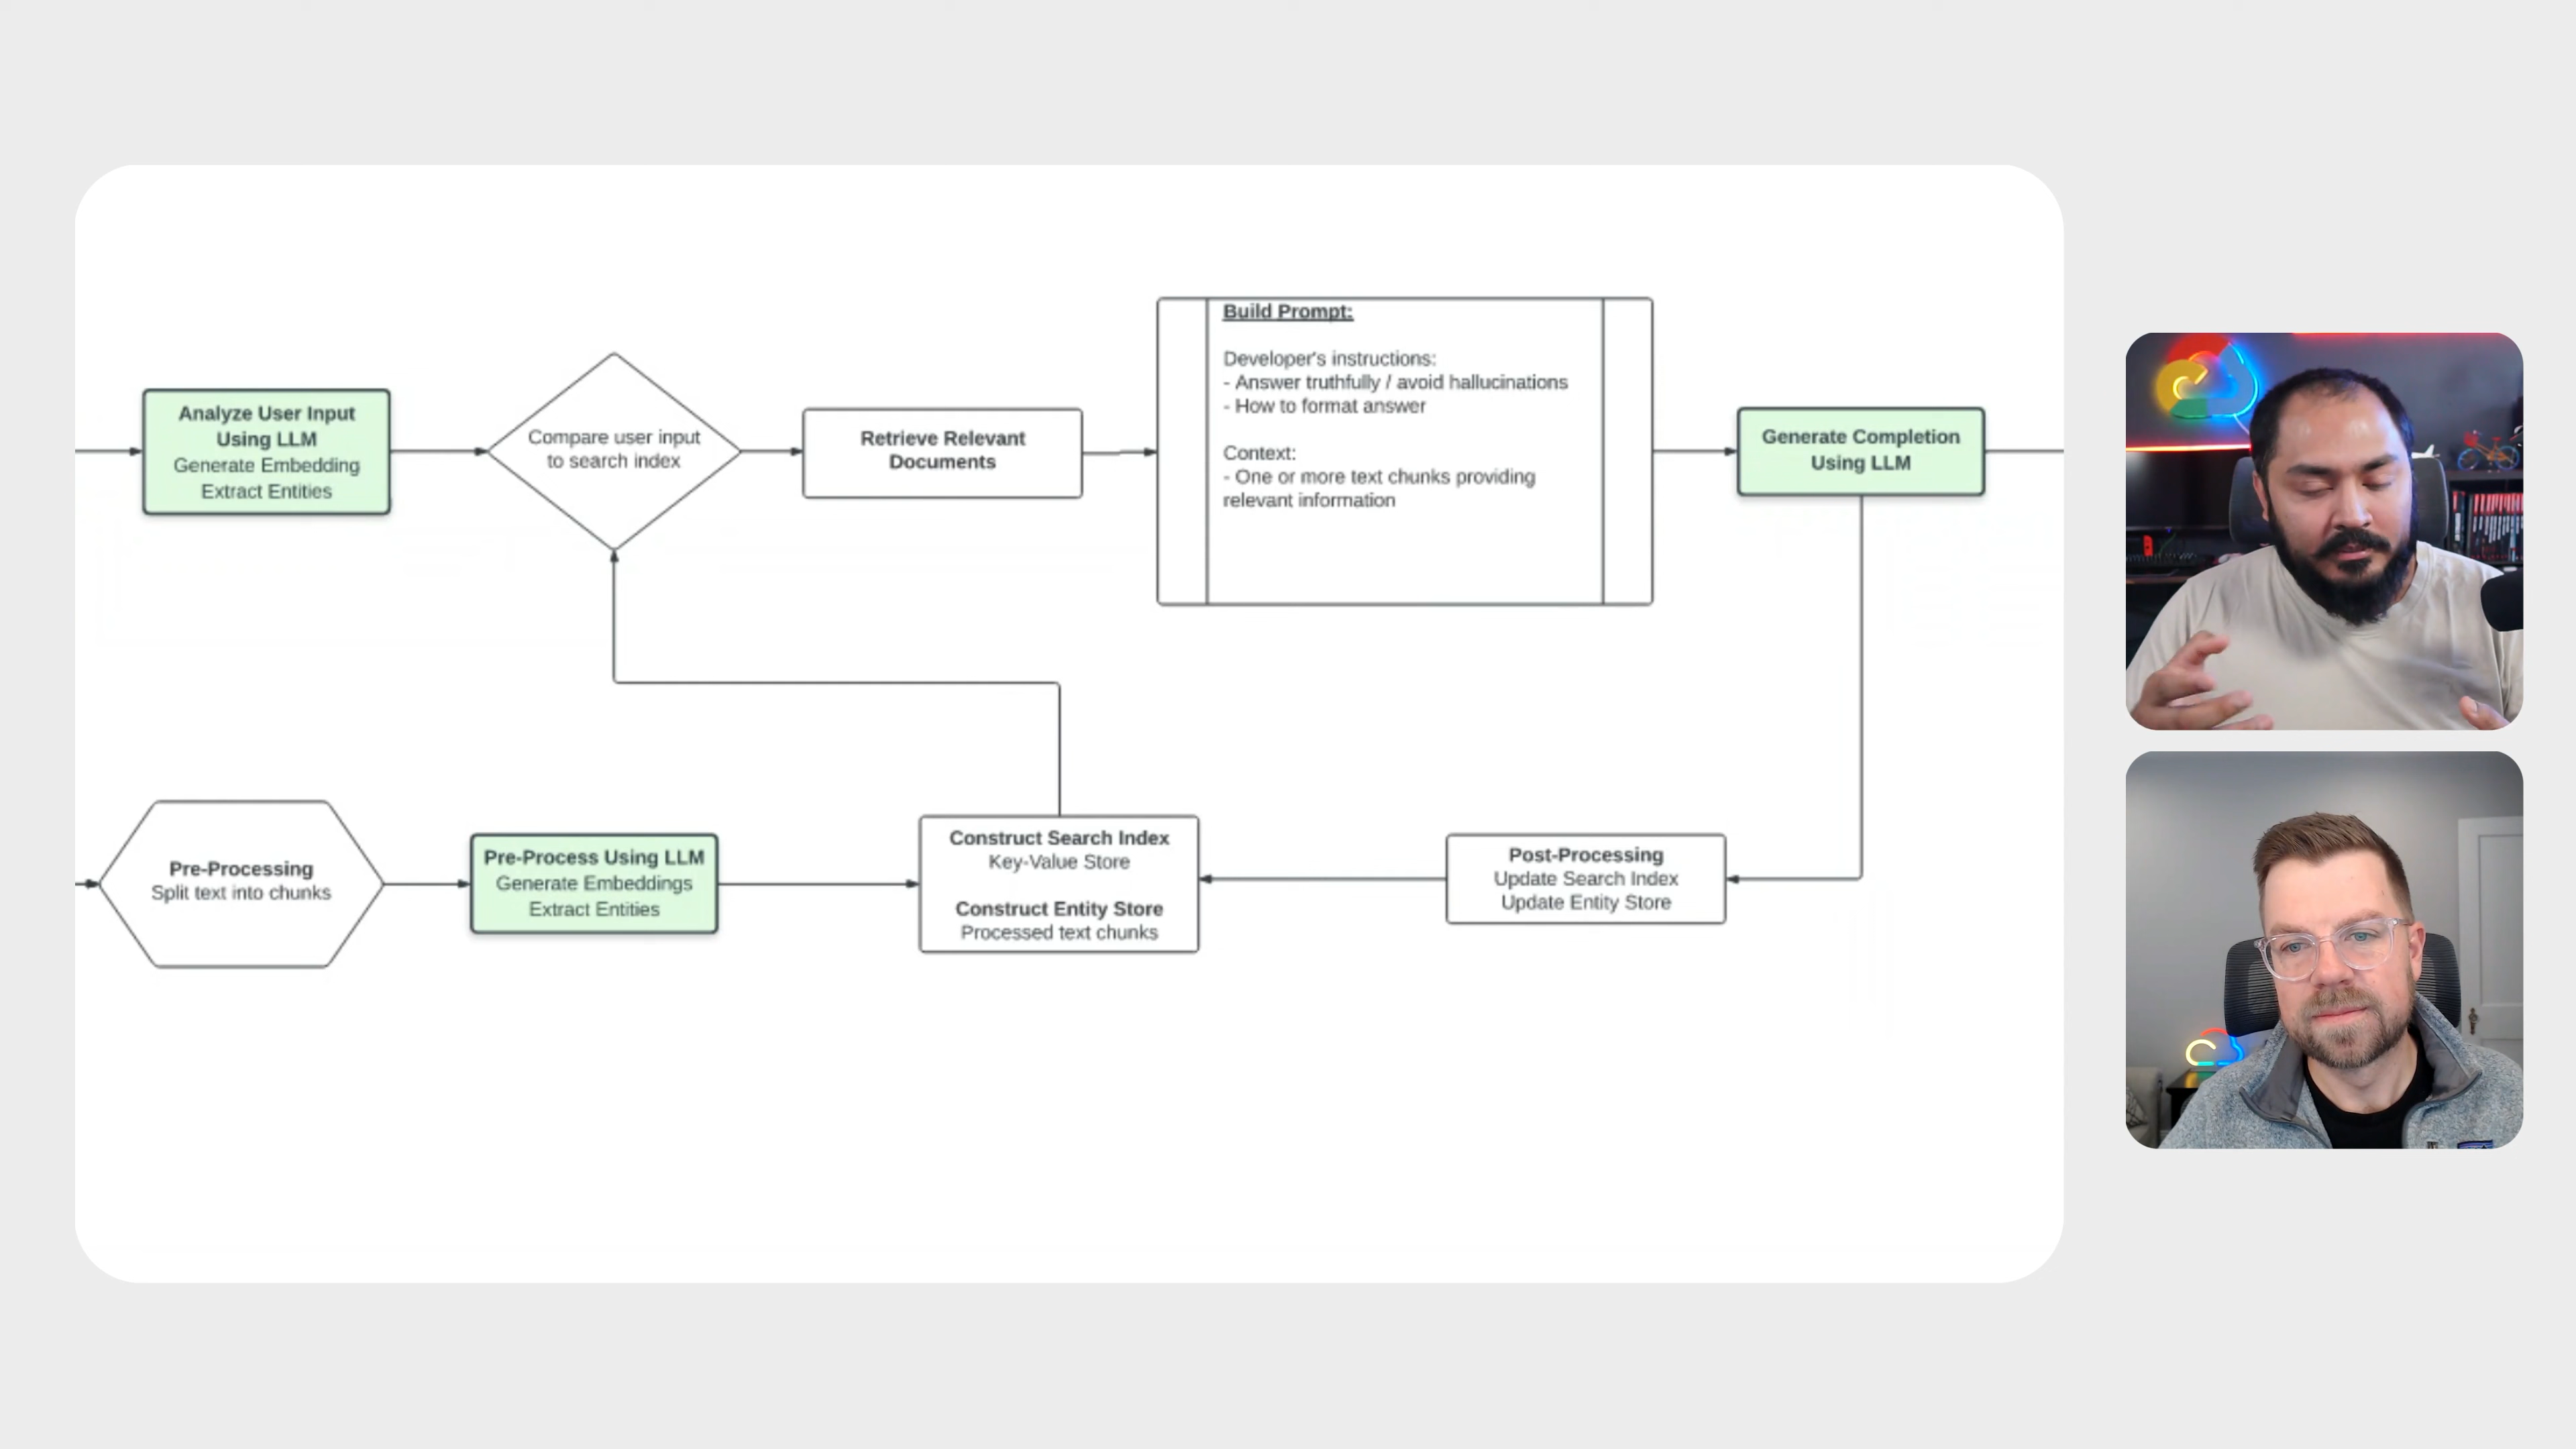 Analyze User Input
Using LLM
Generate Embedding
Extract Entities
Compare user input
to search index
Retrieve Relevant
Documents
Build Prompt:
Developer's instructions:
- Answer truthfully / avoid hallucinations
- How to format answer
Context:
- One or more text chunks providing
relevant information
Generate Completion
Using LLM
Pre-Processing
Split text into chunks
Pre-Process Using LLM
Generate Embeddings
Extract Entities
Construct Search Index
Key-Value Store
Construct Entity Store
Processed text chunks
Post-Processing
Update Search Index
Update Entity Store